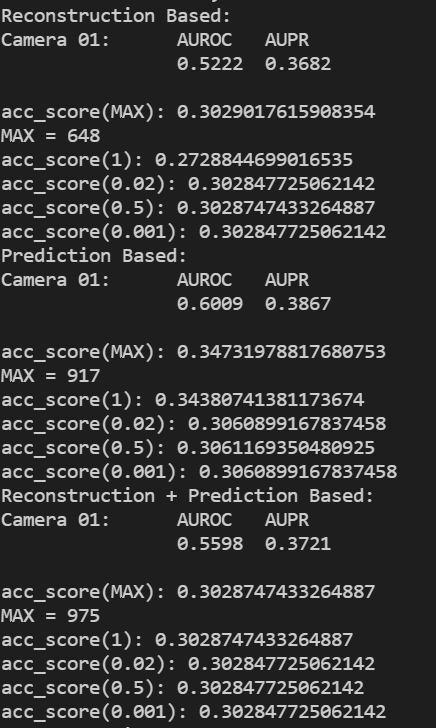 Reconstruction Based:
Camera 01:      AUROC   AUPR
                0.5222  0.3682

acc_score(MAX): 0.3029017615908354
MAX = 648
acc_score(1): 0.2728844699016535
acc_score(0.02): 0.302847725062142
acc_score(0.5): 0.3028747433264887
acc_score(0.001): 0.302847725062142
Prediction Based:
Camera 01:      AUROC   AUPR
                0.6009  0.3867

acc_score(MAX): 0.34731978817680753
MAX = 917
acc_score(1): 0.34380741381173674
acc_score(0.02): 0.3060899167837458
acc_score(0.5): 0.3061169350480925
acc_score(0.001): 0.3060899167837458
Reconstruction + Prediction Based:
Camera 01:      AUROC   AUPR
                0.5598  0.3721

acc_score(MAX): 0.3028747433264887
MAX = 975
acc_score(1): 0.3028747433264887
acc_score(0.02): 0.302847725062142
acc_score(0.5): 0.302847725062142
acc_score(0.001): 0.302847725062142